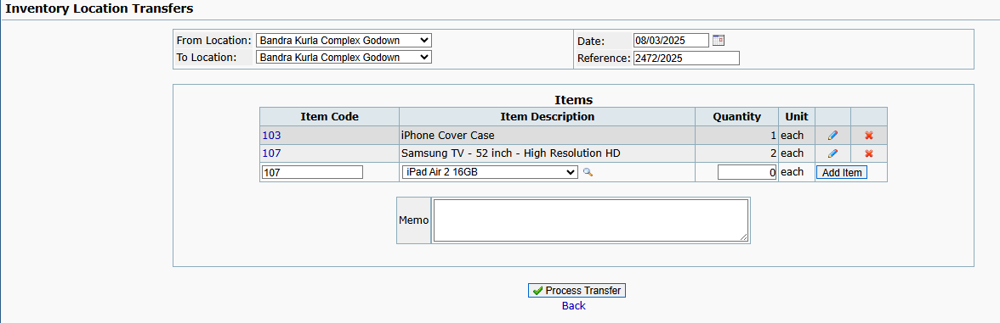 Inventory Location Transfers
From Location: Bandra Kurla Complex Godown Date: 08/03/2025
To Location: Bandra Kurla Complex Godown Reference: 2472/2025
Items
Item Code Item Description Quantity Unit
103 iPhone Cover Case 1 each
107 Samsung TV - 52 inch - High Resolution HD 2 each
107 iPad Air 2 16GB 0 each Add Item
Memo
Process Transfer
Back